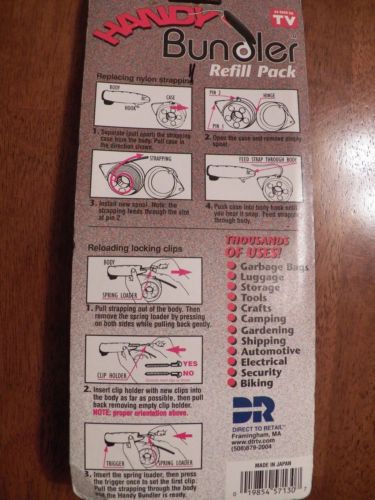 AS SEEN ON
TV
HANDY
Bundler
Refill Pack
Replacing nylon strapping
BODY
CASE
HOOK
1. Separate (pull apart) the strapping
case from the body. Pull case in
the direction shown.
PIN 2
HINGE
PIN 1
2. Open the case and remove empty
spool.
STRAPPING
3. Install new spool. Note: the
strapping feeds through the slot
at pin 2.
FEED STRAP THROUGH BODY
4. Push case into body hook until
you hear it snap. Feed strapping
through body.
Reloading locking clips
BODY
SPRING LOADER
1. Pull strapping out of the body. Then
remove the spring loader by pressing
on both sides while pulling back gently.
YES
NO
CLIP HOLDER
2. Insert clip holder with new clips into
the body as far as possible, then pull
back removing empty clip holder.
NOTE: proper orientation above.
TRIGGER
SPRING LOADER
3. Insert the spring loader, then press
the trigger once to set the first clip.
Pull the strapping through the body
and the Handy Bundler is ready.
THOUSANDS
OF USES!
Garbage Bags
Luggage
Storage
Tools
Crafts
Camping
Gardening
Shipping
Automotive
Electrical
Security
Biking
DR
DIRECT TO RETAIL
Framingham, MA
www.dtrtv.com
(508)879-2004
MADE IN JAPAN
0 19854 57130